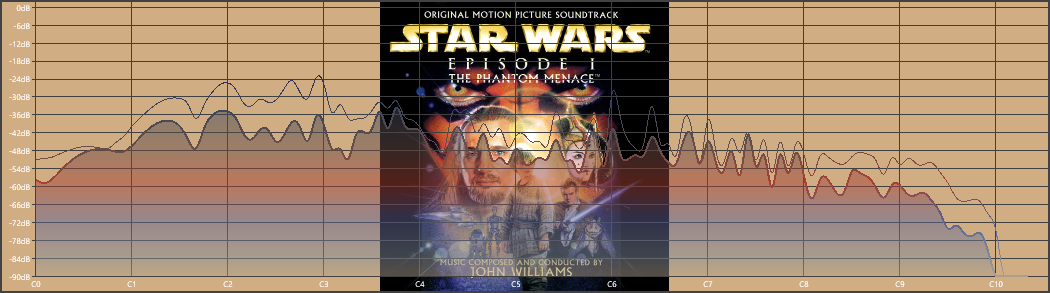 ORIGINAL MOTION PICTURE SOUNDTRACK
STAR WARS
EPISODE I
THE PHANTOM MENACE™
MUSIC COMPOSED AND CONDUCTED BY
JOHN WILLIAMS
0dB
-6dB
-12dB
-18dB
-24dB
-30dB
-36dB
-42dB
-48dB
-54dB
-60dB
-66dB
-72dB
-78dB
-84dB
-90dB
C0 C1 C2 C3 C4 C5 C6 C7 C8 C9 C10